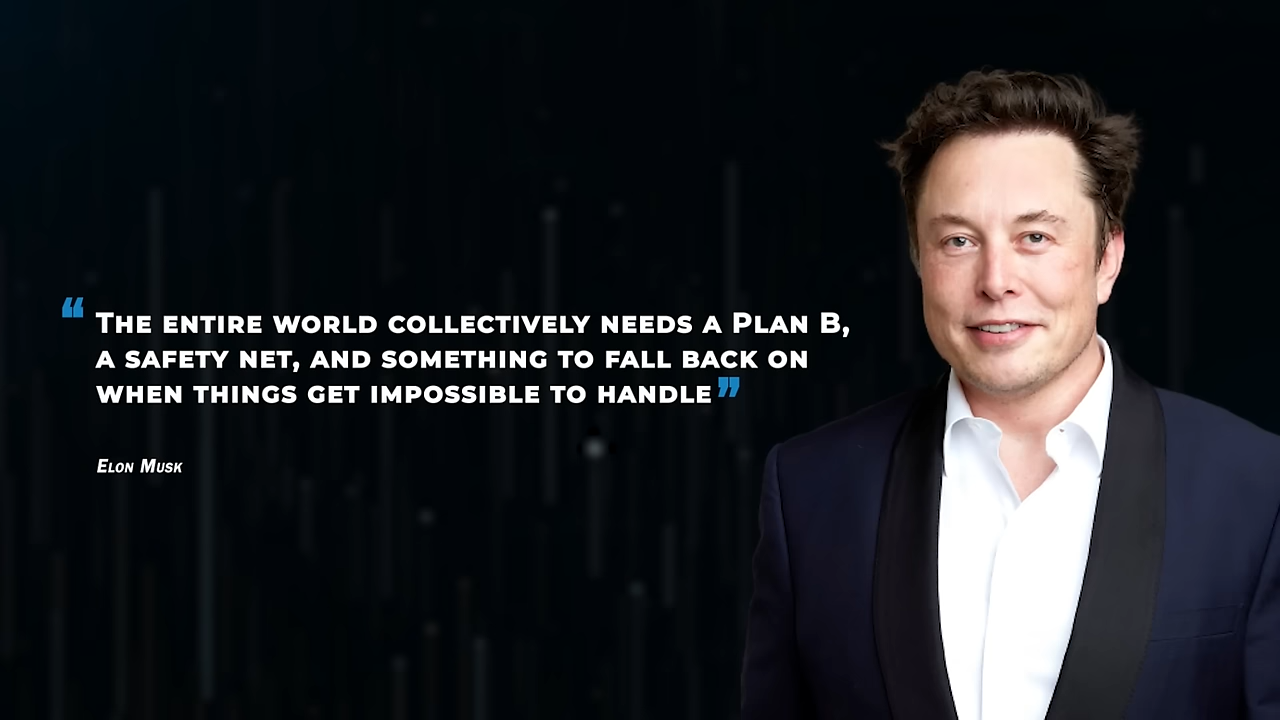 “The entire world collectively needs a Plan B,
a safety net, and something to fall back on
when things get impossible to handle”
Elon Musk